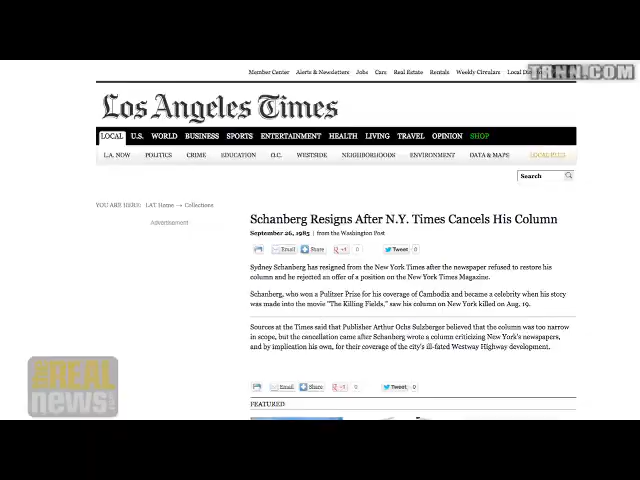 Member Center Alerts & Newsletters Jobs Cars Real Estate Rentals Weekly Circulars Local
TRNN.COM
Los Angeles Times
LOCAL U.S. WORLD BUSINESS SPORTS ENTERTAINMENT HEALTH LIVING TRAVEL OPINION SHOP
L.A. NOW POLITICS CRIME EDUCATION O.C. WESTSIDE NEIGHBORHOODS ENVIRONMENT DATA & MAPS LOCAL PLUS
Search
YOU ARE HERE: LAT Home → Collections
Advertisement
Schanberg Resigns After N.Y. Times Cancels His Column
September 26, 1985 | from the Washington Post
Email Share +1 0 Tweet 0
Sydney Schanberg has resigned from the New York Times after the newspaper refused to restore his
column and he rejected an offer of a position on the New York Times Magazine.
Schanberg, who won a Pulitzer Prize for his coverage of Cambodia and became a celebrity when his story
was made into the movie "The Killing Fields," saw his column on New York killed on Aug. 19.
Sources at the Times said that Publisher Arthur Ochs Sulzberger believed that the column was too narrow
in scope, but the cancellation came after Schanberg wrote a column criticizing New York's newspapers,
and by implication his own, for their coverage of the city's ill-fated Westway Highway development.
THE REAL
news
Email Share +1 0 Tweet 0
FEATURED